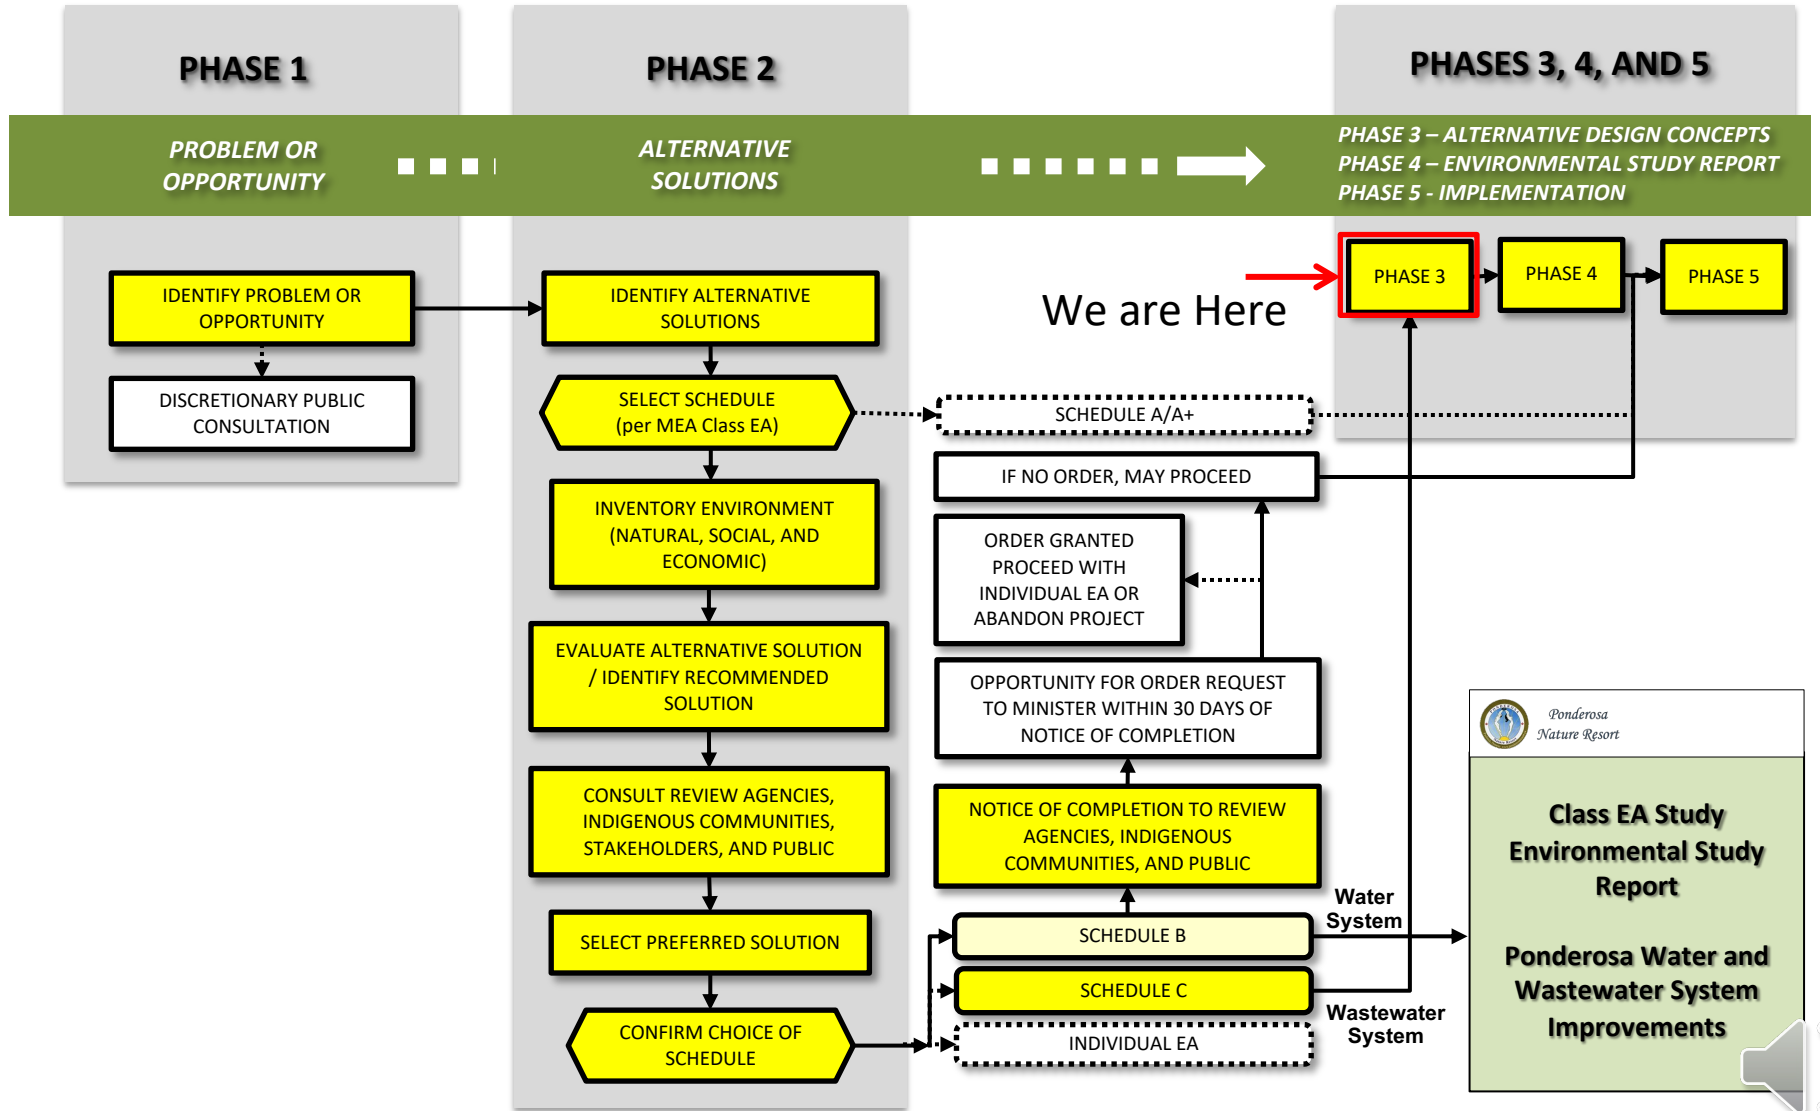 PHASE 1
PHASE 2
PHASES 3, 4, AND 5
PROBLEM OR
OPPORTUNITY
ALTERNATIVE
SOLUTIONS
PHASE 3 – ALTERNATIVE DESIGN CONCEPTS
PHASE 4 – ENVIRONMENTAL STUDY REPORT
PHASE 5 - IMPLEMENTATION
IDENTIFY PROBLEM OR
OPPORTUNITY
DISCRETIONARY PUBLIC
CONSULTATION
IDENTIFY ALTERNATIVE
SOLUTIONS
SELECT SCHEDULE
(per MEA Class EA)
INVENTORY ENVIRONMENT
(NATURAL, SOCIAL, AND
ECONOMIC)
EVALUATE ALTERNATIVE SOLUTION
/ IDENTIFY RECOMMENDED
SOLUTION
CONSULT REVIEW AGENCIES,
INDIGENOUS COMMUNITIES,
STAKEHOLDERS, AND PUBLIC
SELECT PREFERRED SOLUTION
CONFIRM CHOICE OF
SCHEDULE
We are Here
PHASE 3
PHASE 4
PHASE 5
SCHEDULE A/A+
IF NO ORDER, MAY PROCEED
ORDER GRANTED
PROCEED WITH
INDIVIDUAL EA OR
ABANDON PROJECT
OPPORTUNITY FOR ORDER REQUEST
TO MINISTER WITHIN 30 DAYS OF
NOTICE OF COMPLETION
NOTICE OF COMPLETION TO REVIEW
AGENCIES, INDIGENOUS
COMMUNITIES, AND PUBLIC
SCHEDULE B
SCHEDULE C
INDIVIDUAL EA
Water
System
Wastewater
System
Ponderosa
Nature Resort
Class EA Study
Environmental Study
Report
Ponderosa Water and
Wastewater System
Improvements